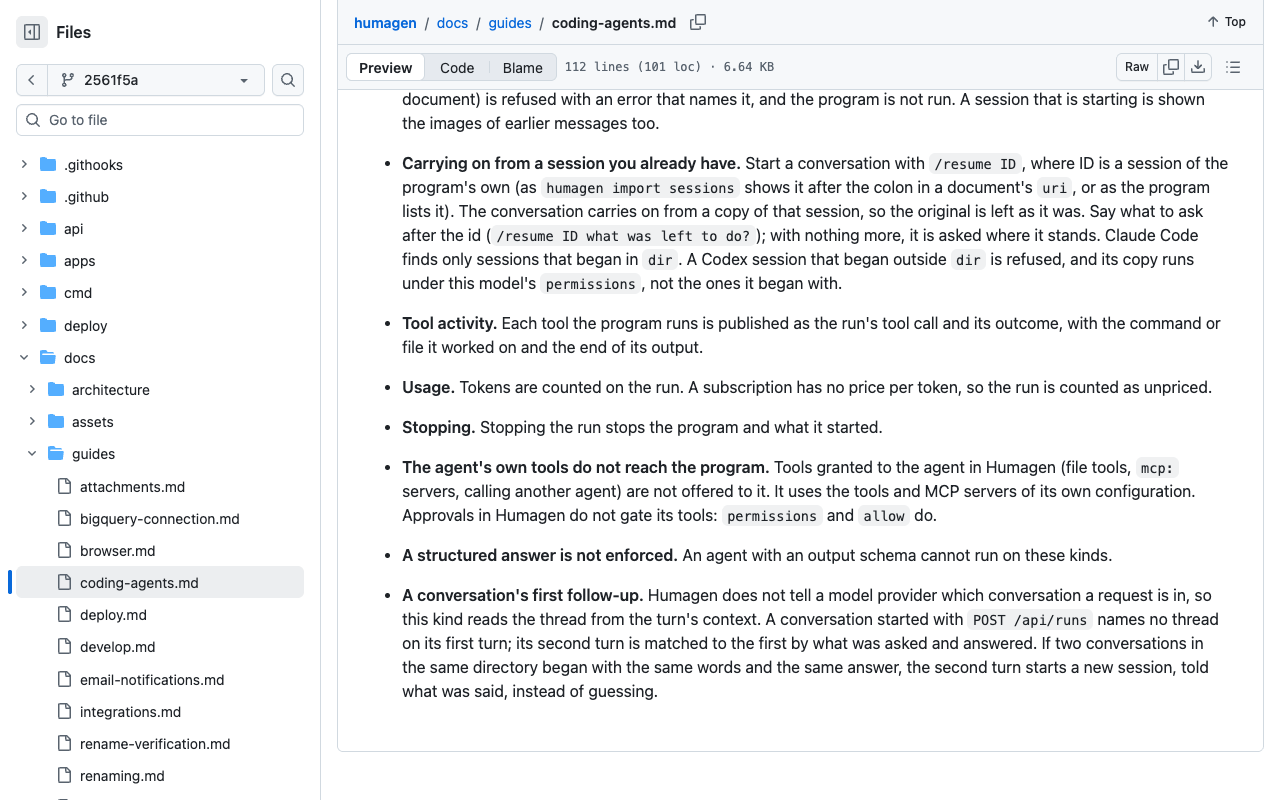 Files
2561f5a
Go to file
.githooks
.github
api
apps
cmd
deploy
docs
architecture
assets
guides
attachments.md
bigquery-connection.md
browser.md
coding-agents.md
deploy.md
develop.md
email-notifications.md
integrations.md
rename-verification.md
renaming.md
humagen / docs / guides / coding-agents.md
Top
Preview Code Blame 112 lines (101 loc) · 6.64 KB
Raw
document) is refused with an error that names it, and the program is not run. A session that is starting is shown
the images of earlier messages too.
• Carrying on from a session you already have. Start a conversation with /resume ID, where ID is a session of the
program's own (as humagen import sessions shows it after the colon in a document's uri, or as the program
lists it). The conversation carries on from a copy of that session, so the original is left as it was. Say what to ask
after the id (/resume ID what was left to do?); with nothing more, it is asked where it stands. Claude Code
finds only sessions that began in dir. A Codex session that began outside dir is refused, and its copy runs
under this model's permissions, not the ones it began with.
• Tool activity. Each tool the program runs is published as the run's tool call and its outcome, with the command or
file it worked on and the end of its output.
• Usage. Tokens are counted on the run. A subscription has no price per token, so the run is counted as unpriced.
• Stopping. Stopping the run stops the program and what it started.
• The agent's own tools do not reach the program. Tools granted to the agent in Humagen (file tools, mcp:
servers, calling another agent) are not offered to it. It uses the tools and MCP servers of its own configuration.
Approvals in Humagen do not gate its tools: permissions and allow do.
• A structured answer is not enforced. An agent with an output schema cannot run on these kinds.
• A conversation's first follow-up. Humagen does not tell a model provider which conversation a request is in, so
this kind reads the thread from the turn's context. A conversation started with POST /api/runs names no thread
on its first turn; its second turn is matched to the first by what was asked and answered. If two conversations in
the same directory began with the same words and the same answer, the second turn starts a new session, told
what was said, instead of guessing.